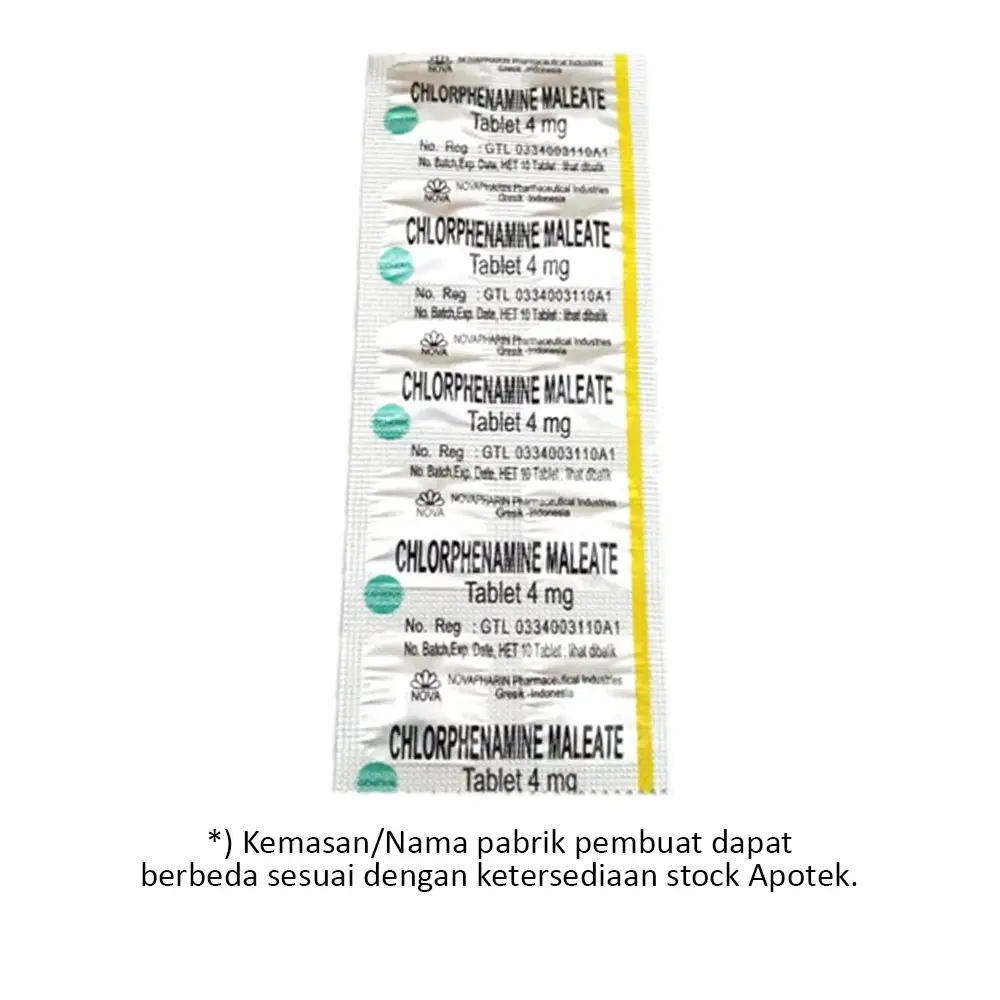 NOVAPHARIN Pharmaceutical Industries
NOVA
Gresik -Indonesia
CHLORPHENAMINE MALEATE
Tablet 4 mg
No. Reg : GTL 0334003110A1
No. Batch,Exp. Date, HET 10 Tablet : lihat dibalik
NOVAPHARIN Pharmaceutical Industries
NOVA
Gresik -Indonesia
CHLORPHENAMINE MALEATE
Tablet 4 mg
GENERIK
No. Reg : GTL 0334003110A1
No. Batch,Exp. Date, HET 10 Tablet : lihat dibalik
NOVAPHARIN Pharmaceutical Industries
NOVA
Gresik -Indonesia
CHLORPHENAMINE MALEATE
Tablet 4 mg
GENERIK
No. Reg : GTL 0334003110A1
No. Batch,Exp. Date, HET 10 Tablet : lihat dibalik
NOVAPHARIN Pharmaceutical Industries
NOVA
Gresik -Indonesia
CHLORPHENAMINE MALEATE
Tablet 4 mg
GENERIK
No. Reg : GTL 0334003110A1
No. Batch,Exp. Date, HET 10 Tablet : lihat dibalik
NOVAPHARIN Pharmaceutical Industries
NOVA
Gresik -Indonesia
CHLORPHENAMINE MALEATE
Tablet 4 mg
GENERIK
*) Kemasan/Nama pabrik pembuat dapat
berbeda sesuai dengan ketersediaan stock Apotek.